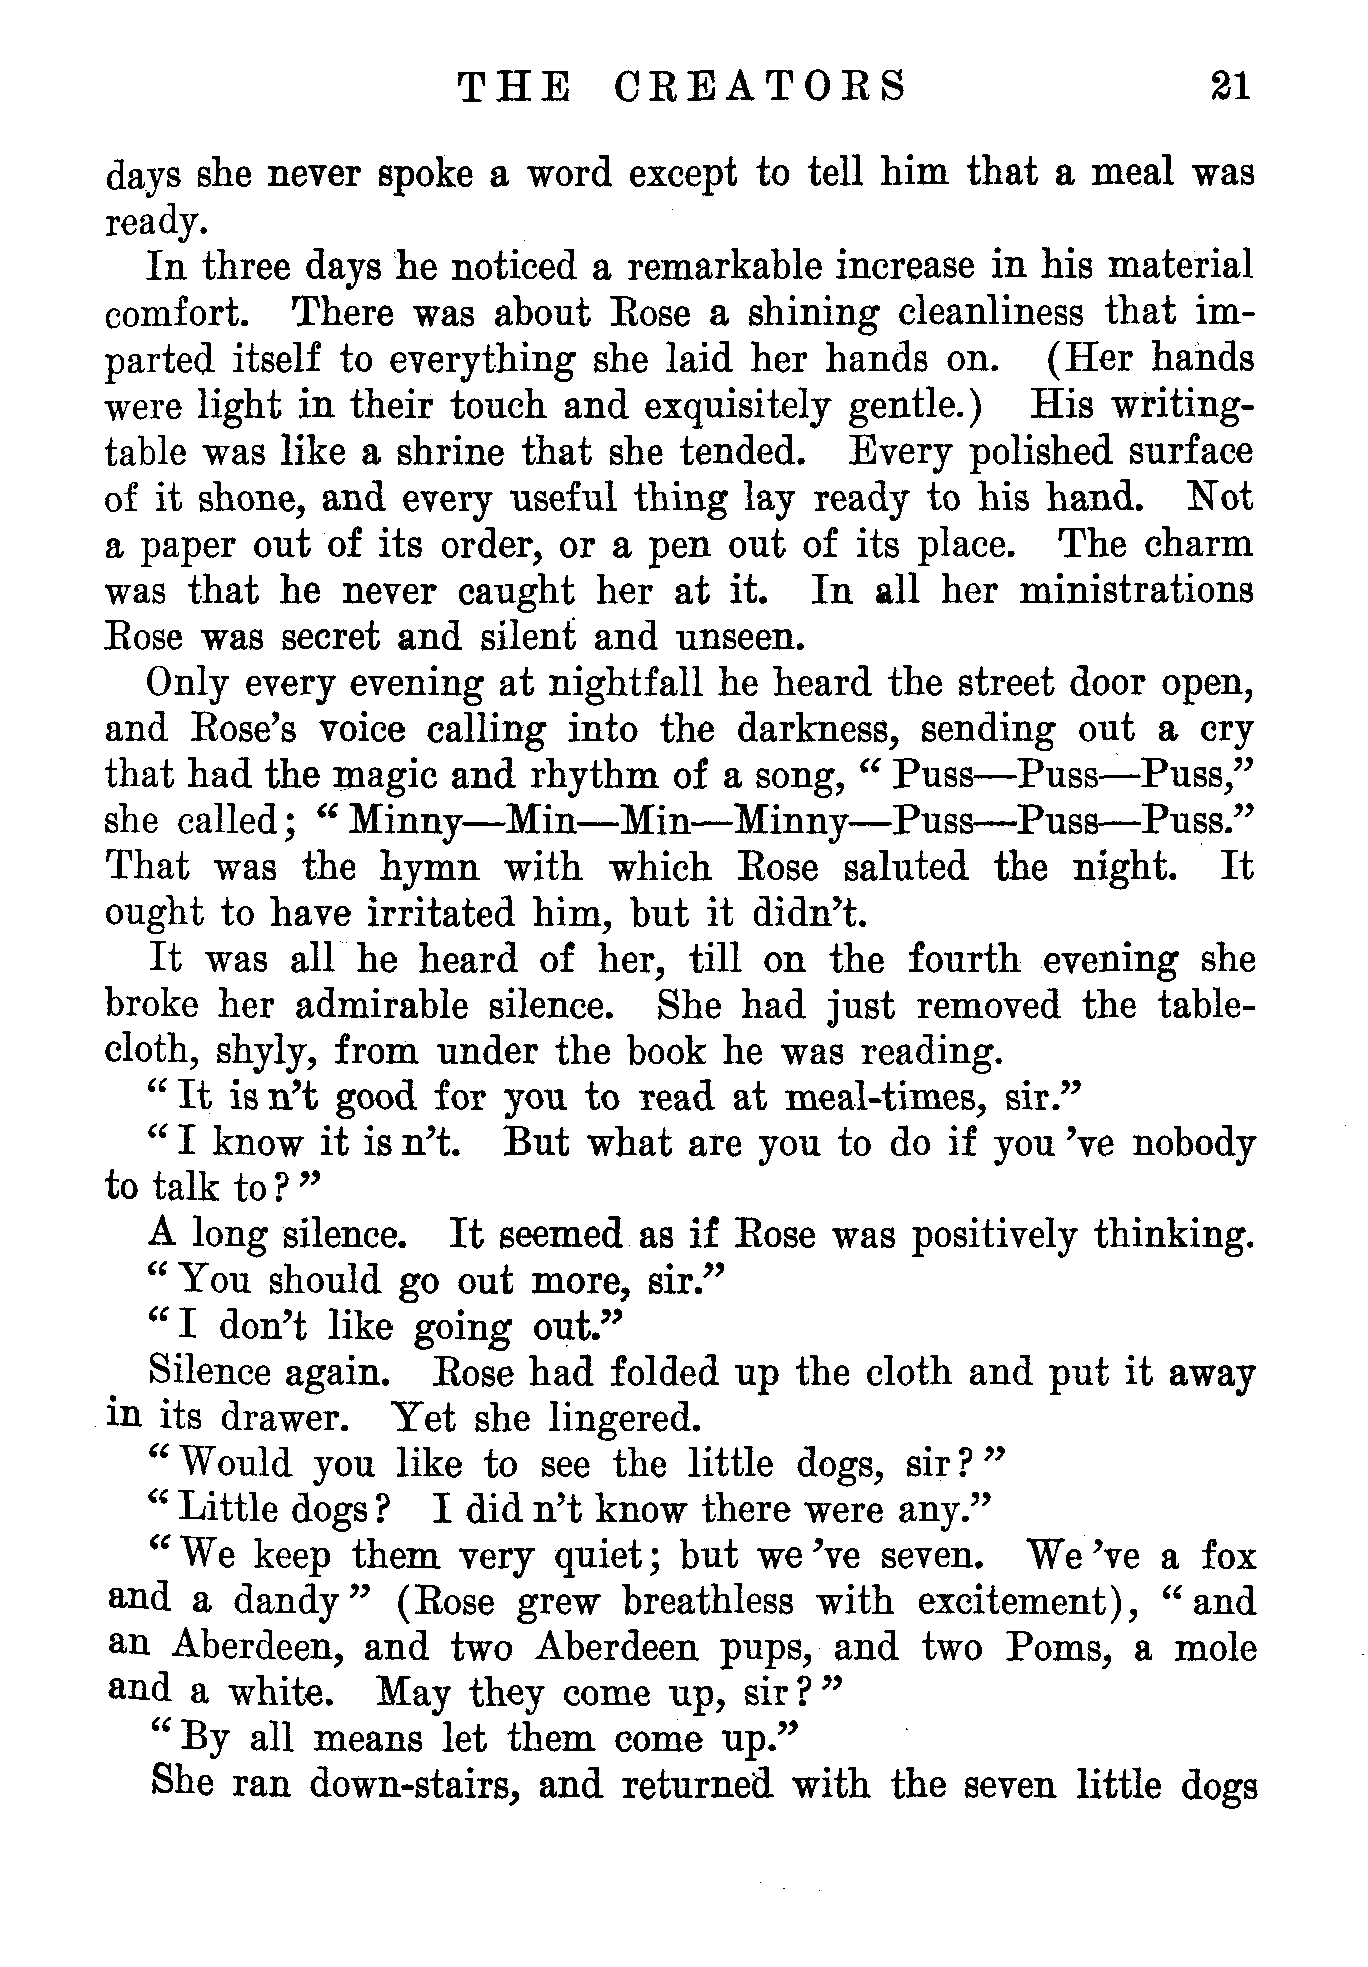 THE CREATORS 21
days she never spoke a word except to tell him that a meal was
ready.
In three days he noticed a remarkable increase in his material
comfort. There was about Rose a shining cleanliness that im-
parted itself to everything she laid her hands on. (Her hands
were light in their touch and exquisitely gentle.) His writing-
table was like a shrine that she tended. Every polished surface
of it shone, and every useful thing lay ready to his hand. Not
a paper out of its order, or a pen out of its place. The charm
was that he never caught her at it. In all her ministrations
Rose was secret and silent and unseen.
Only every evening at nightfall he heard the street door open,
and Rose's voice calling into the darkness, sending out a cry
that had the magic and rhythm of a song, “ Puss—Puss—Puss,”
she called; “ Minny—Min—Min—Minny—Puss—Puss—Puss.”
That was the hymn with which Rose saluted the night. It
ought to have irritated him, but it didn't.
It was all he heard of her, till on the fourth evening she
broke her admirable silence. She had just removed the table-
cloth, shyly, from under the book he was reading.
“ It is n't good for you to read at meal-times, sir.”
“ I know it is n't. But what are you to do if you 've nobody
to talk to? ”
A long silence. It seemed as if Rose was positively thinking.
“ You should go out more, sir.”
“ I don't like going out.”
Silence again. Rose had folded up the cloth and put it away
in its drawer. Yet she lingered.
“ Would you like to see the little dogs, sir? ”
“ Little dogs? I did n't know there were any.”
“ We keep them very quiet; but we 've seven. We 've a fox
and a dandy ” (Rose grew breathless with excitement), “ and
an Aberdeen, and two Aberdeen pups, and two Poms, a mole
and a white. May they come up, sir? ”
“ By all means let them come up.”
She ran down-stairs, and returned with the seven little dogs